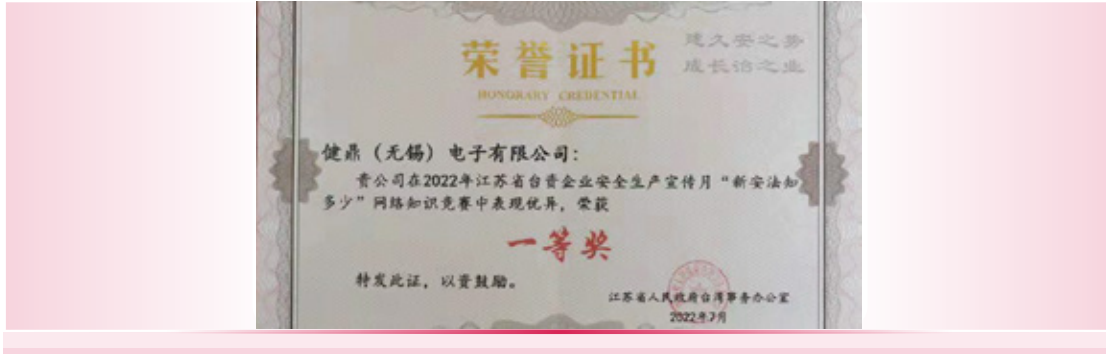 荣誉证书
HONORARY CREDENTIAL
建久安之势
成长治之业
健鼎（无锡）电子有限公司：
贵公司在2022年江苏省台资企业安全生产宣传月“新安法知
多少”网络知识竞赛中表现优异，荣获
一等奖
特发此证，以资鼓励。
江苏省人民政府台湾事务办公室
2022年7月